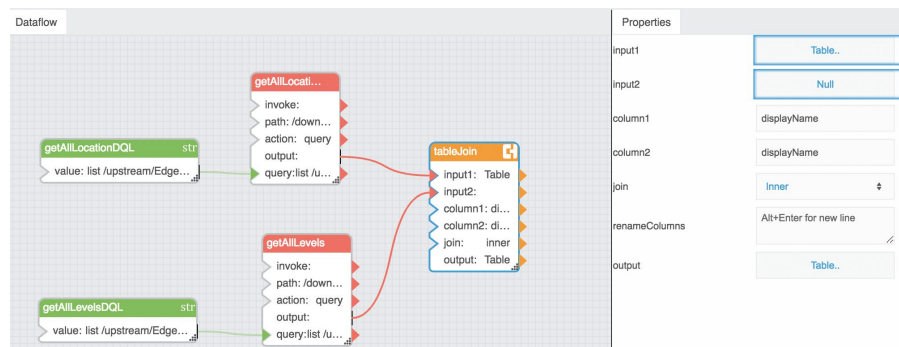 Dataflow
getAllLocati...
invoke:
path: /down...
action: query
output:
query:list /u...
getAllLocationDQL str
value: list /upstream/Edge...
tableJoin
input1: Table
input2:
column1: di...
column2: di...
join: inner
output: Table
getAllLevels
invoke:
path: /down...
action: query
output:
query:list /u...
getAllLevelsDQL str
value: list /upstream/Edge...
Properties
input1 Table..
input2 Null
column1 displayName
column2 displayName
join Inner
renameColumns Alt+Enter for new line
output Table..